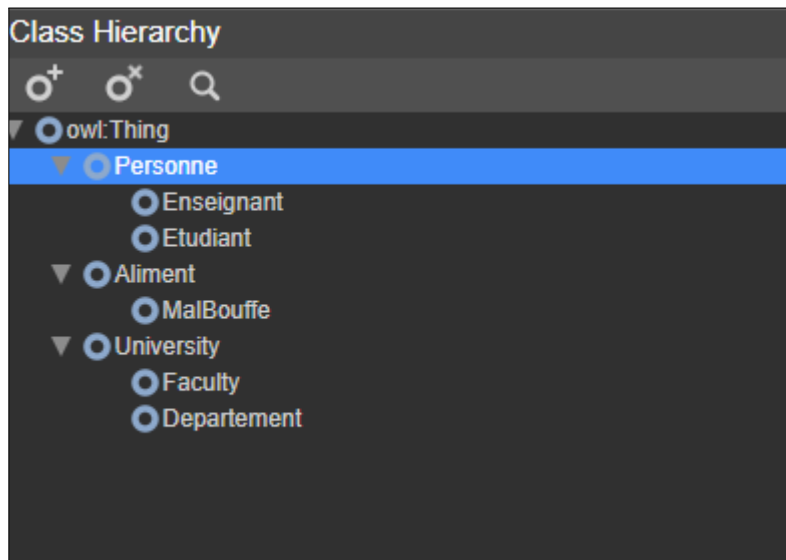 Class Hierarchy
owl:Thing
Personne
Enseignant
Etudiant
Aliment
MalBouffe
University
Faculty
Departement